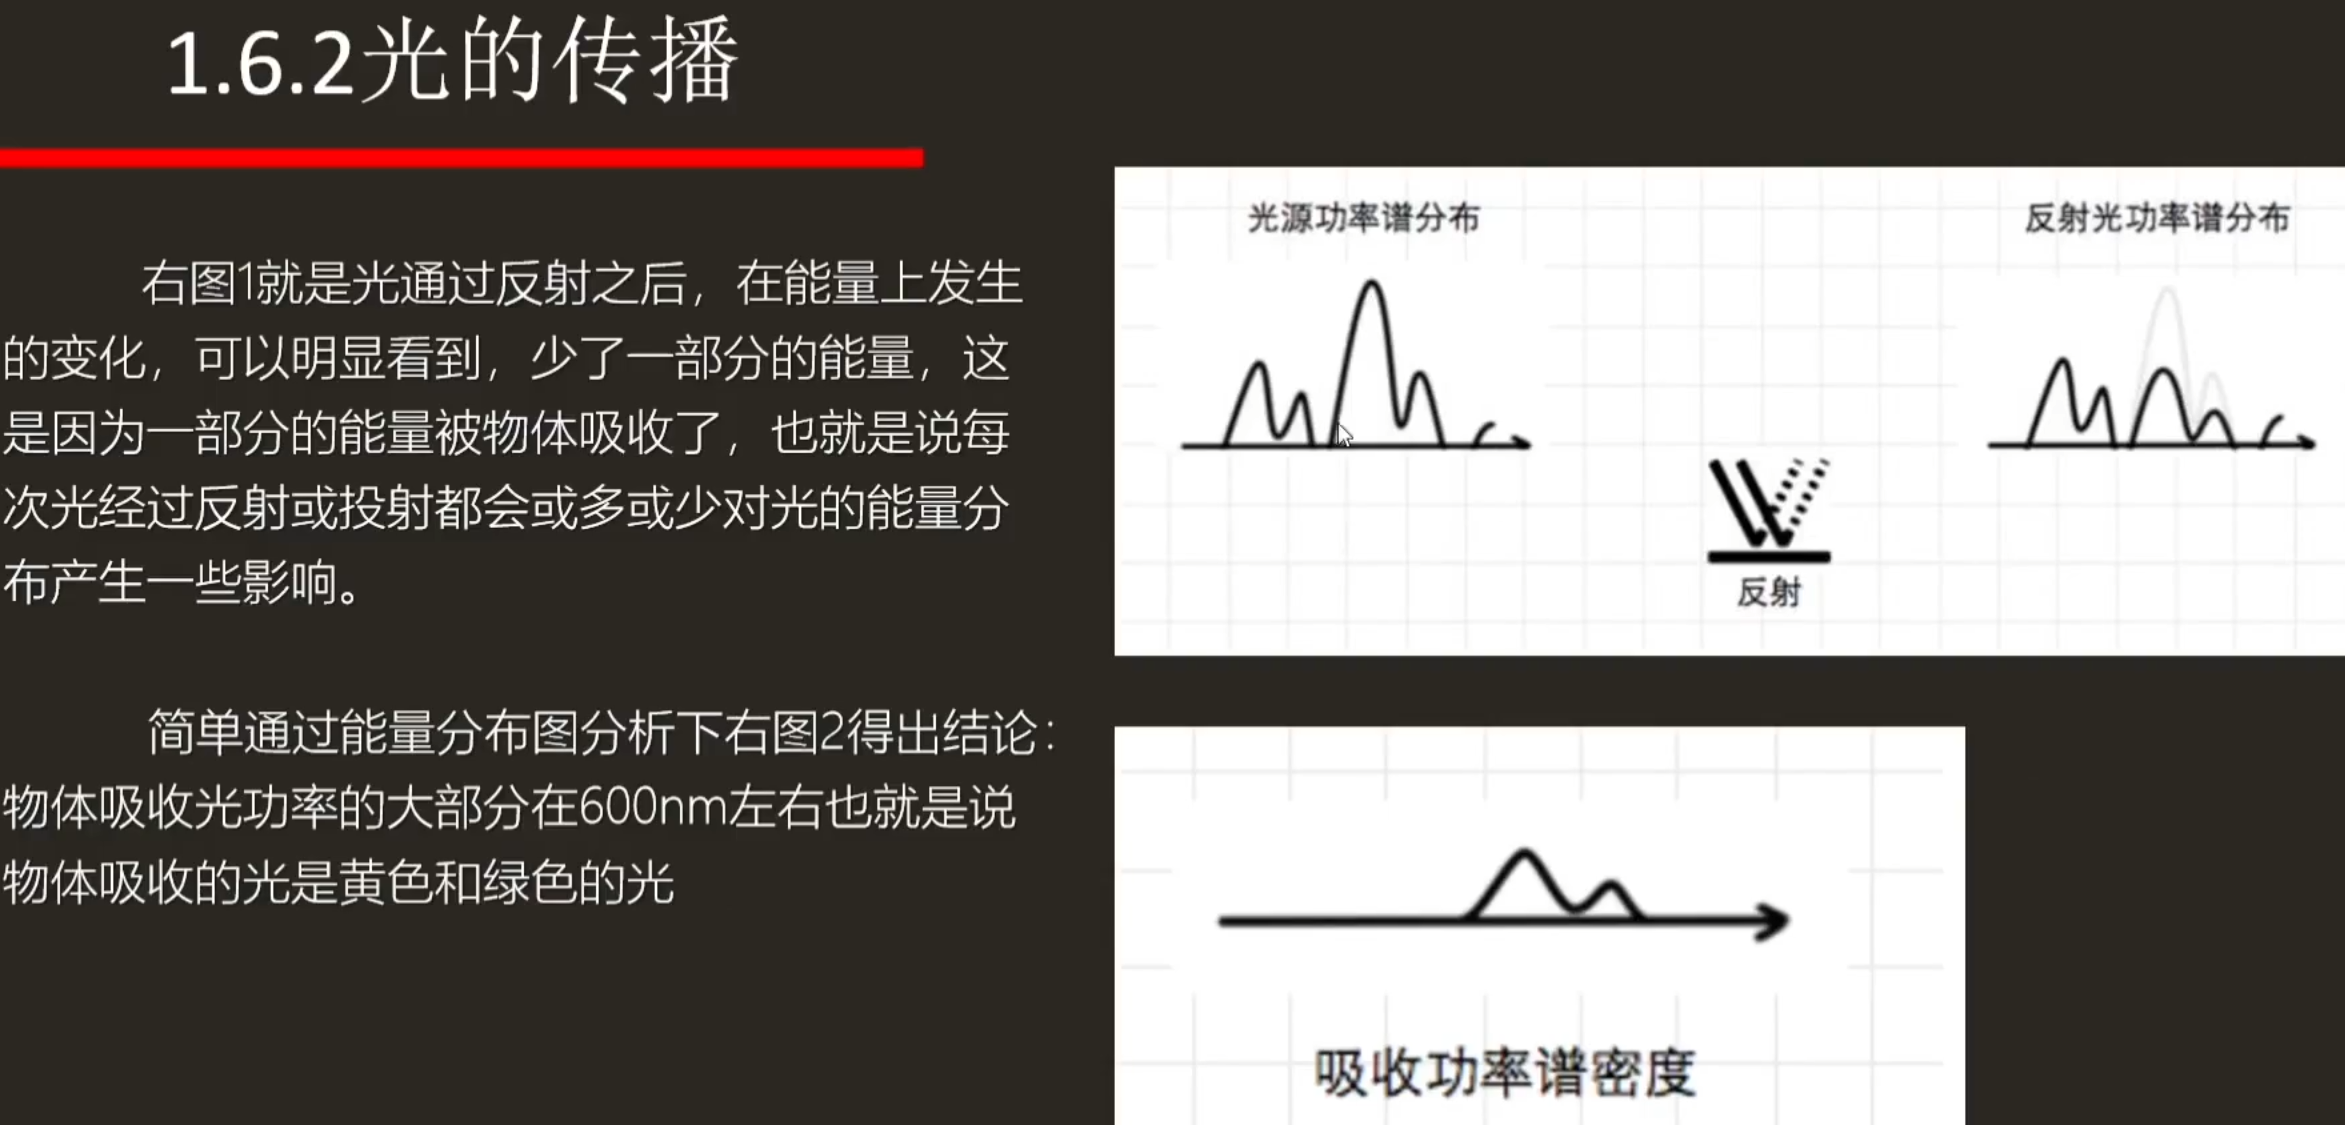 1.6.2光的传播
右图1就是光通过反射之后，在能量上发生
的变化，可以明显看到，少了一部分的能量，这
是因为一部分的能量被物体吸收了，也就是说每
次光经过反射或投射都会或多或少对光的能量分
布产生一些影响。
简单通过能量分布图分析下右图2得出结论：
物体吸收光功率的大部分在600nm左右也就是说
物体吸收的光是黄色和绿色的光
光源功率谱分布
反射光功率谱分布
反射
吸收功率谱密度